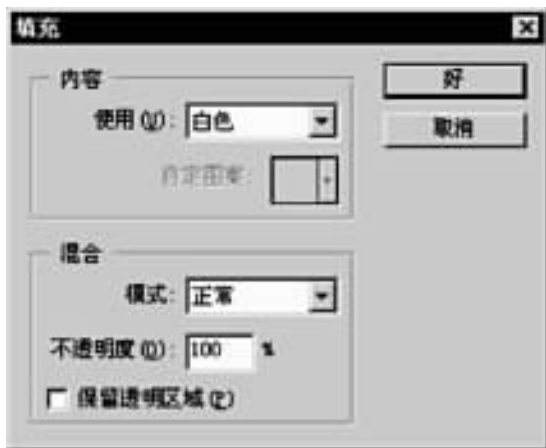 填充
内容
使用(U): 白色
自定图案:
好
取消
混合
模式: 正常
不透明度(O): 100 %
保留透明区域(P)